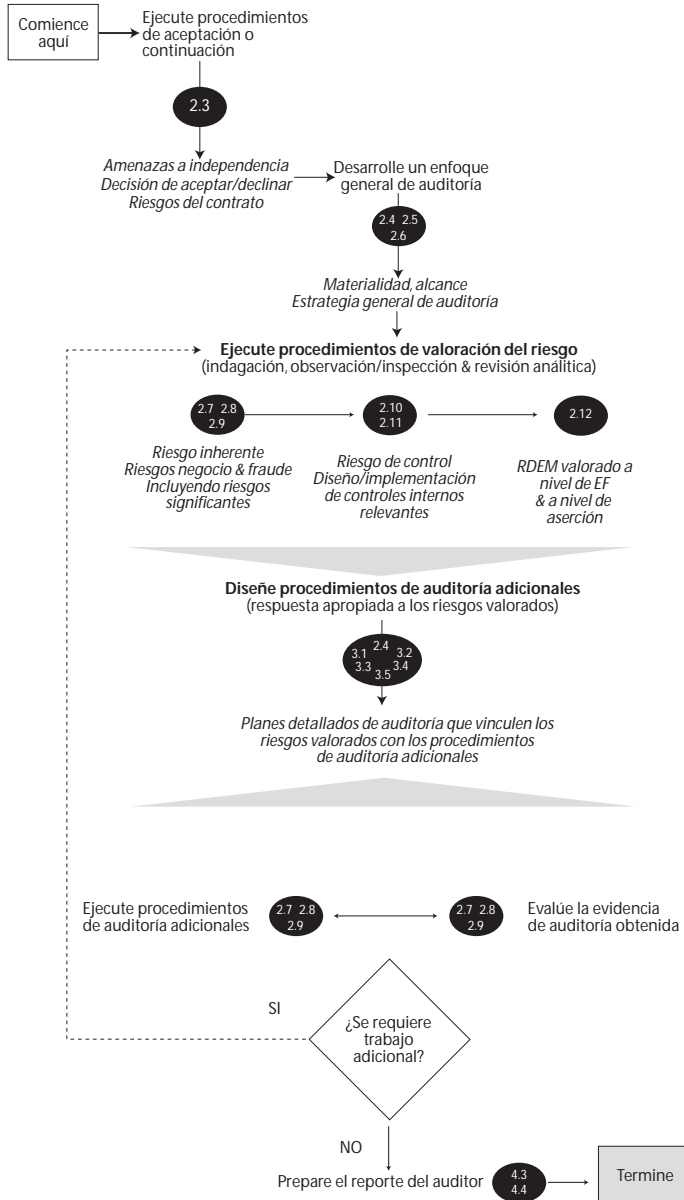 Comience
aquí
Ejecute procedimientos
de aceptación o
continuación
2.3
Amenazas a independencia
Decisión de aceptar/declinar
Riesgos del contrato
Desarrolle un enfoque
general de auditoría
2.4 2.5
2.6
Materialidad, alcance
Estrategia general de auditoría
Ejecute procedimientos de valoración del riesgo
(indagación, observación/inspección & revisión análitica)
2.7 2.8
2.9
2.10
2.11
2.12
Riesgo inherente
Riesgos negocio & fraude
Incluyendo riesgos
significantes
Riesgo de control
Diseño/implementación
de controles internos
relevantes
RDEM valorado a
nivel de EF
& a nivel de
aserción
Diseñe procedimientos de auditoría adicionales
(respuesta apropiada a los riesgos valorados)
3.1 2.4 3.2
3.3 3.5 3.4
Planes detallados de auditoría que vinculen los
riesgos valorados con los procedimientos
de auditoría adicionales
Ejecute procedimientos
de auditoría adicionales
2.7 2.8
2.9
2.7 2.8
2.9
Evalúe la evidencia
de auditoría obtenida
SI
¿Se requiere
trabajo
adicional?
NO
Prepare el reporte del auditor
4.3
4.4
Termine